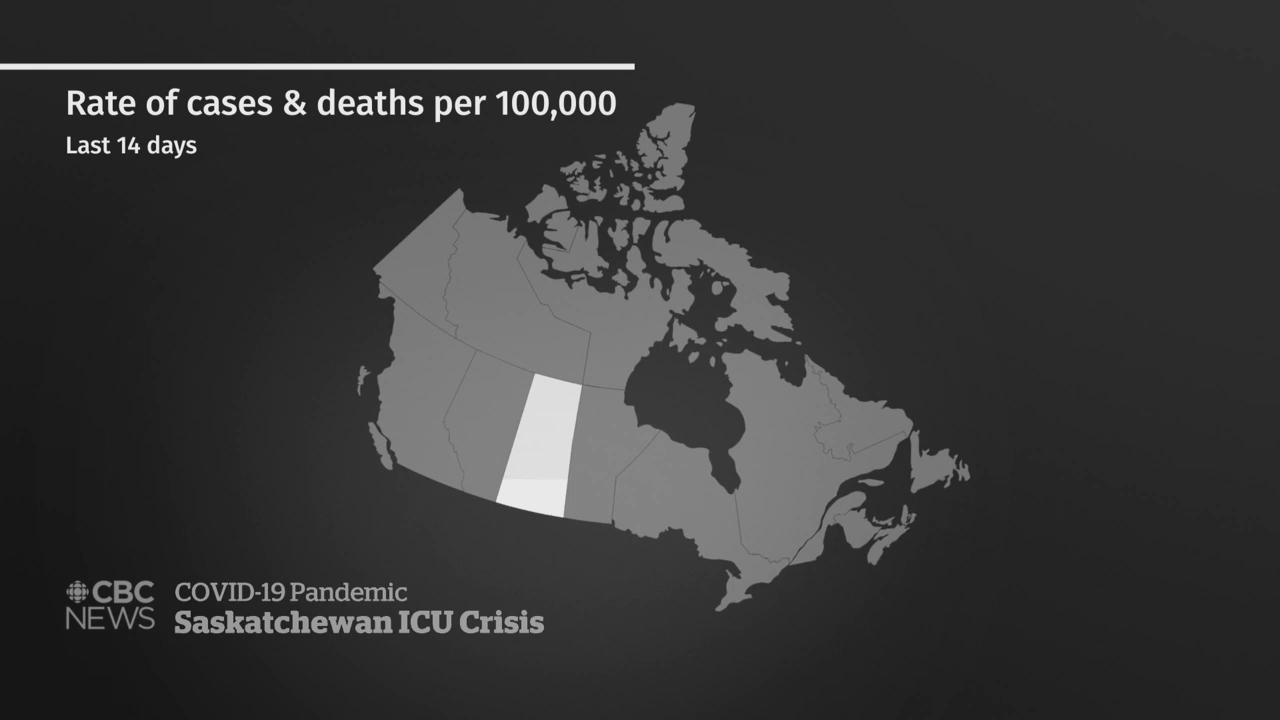 Rate of cases & deaths per 100,000
Last 14 days
CBC
NEWS
COVID-19 Pandemic
Saskatchewan ICU Crisis